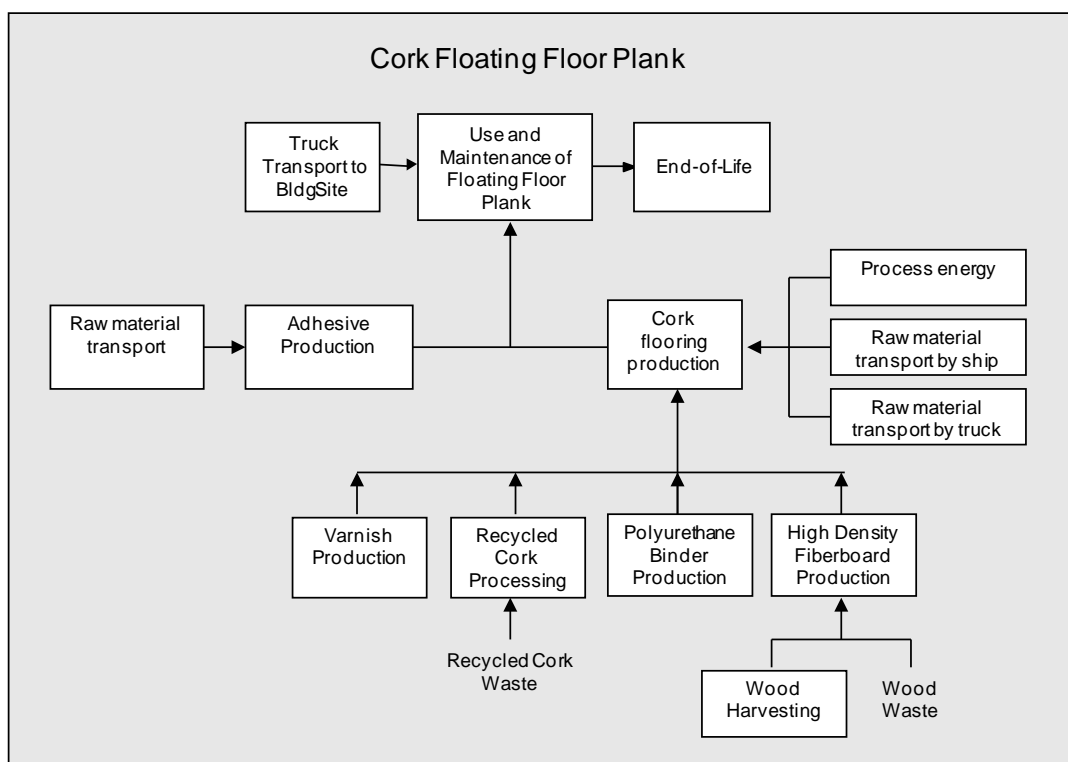 Cork Floating Floor Plank
Truck
Transport to
BldgSite
Use and
Maintenance of
Floating Floor
Plank
End-of-Life
Process energy
Raw material
transport
Adhesive
Production
Cork
flooring
production
Raw material
transport by ship
Raw material
transport by truck
Varnish
Production
Recycled
Cork
Processing
Polyurethane
Binder
Production
High Density
Fiberboard
Production
Recycled Cork
Waste
Wood
Harvesting
Wood
Waste